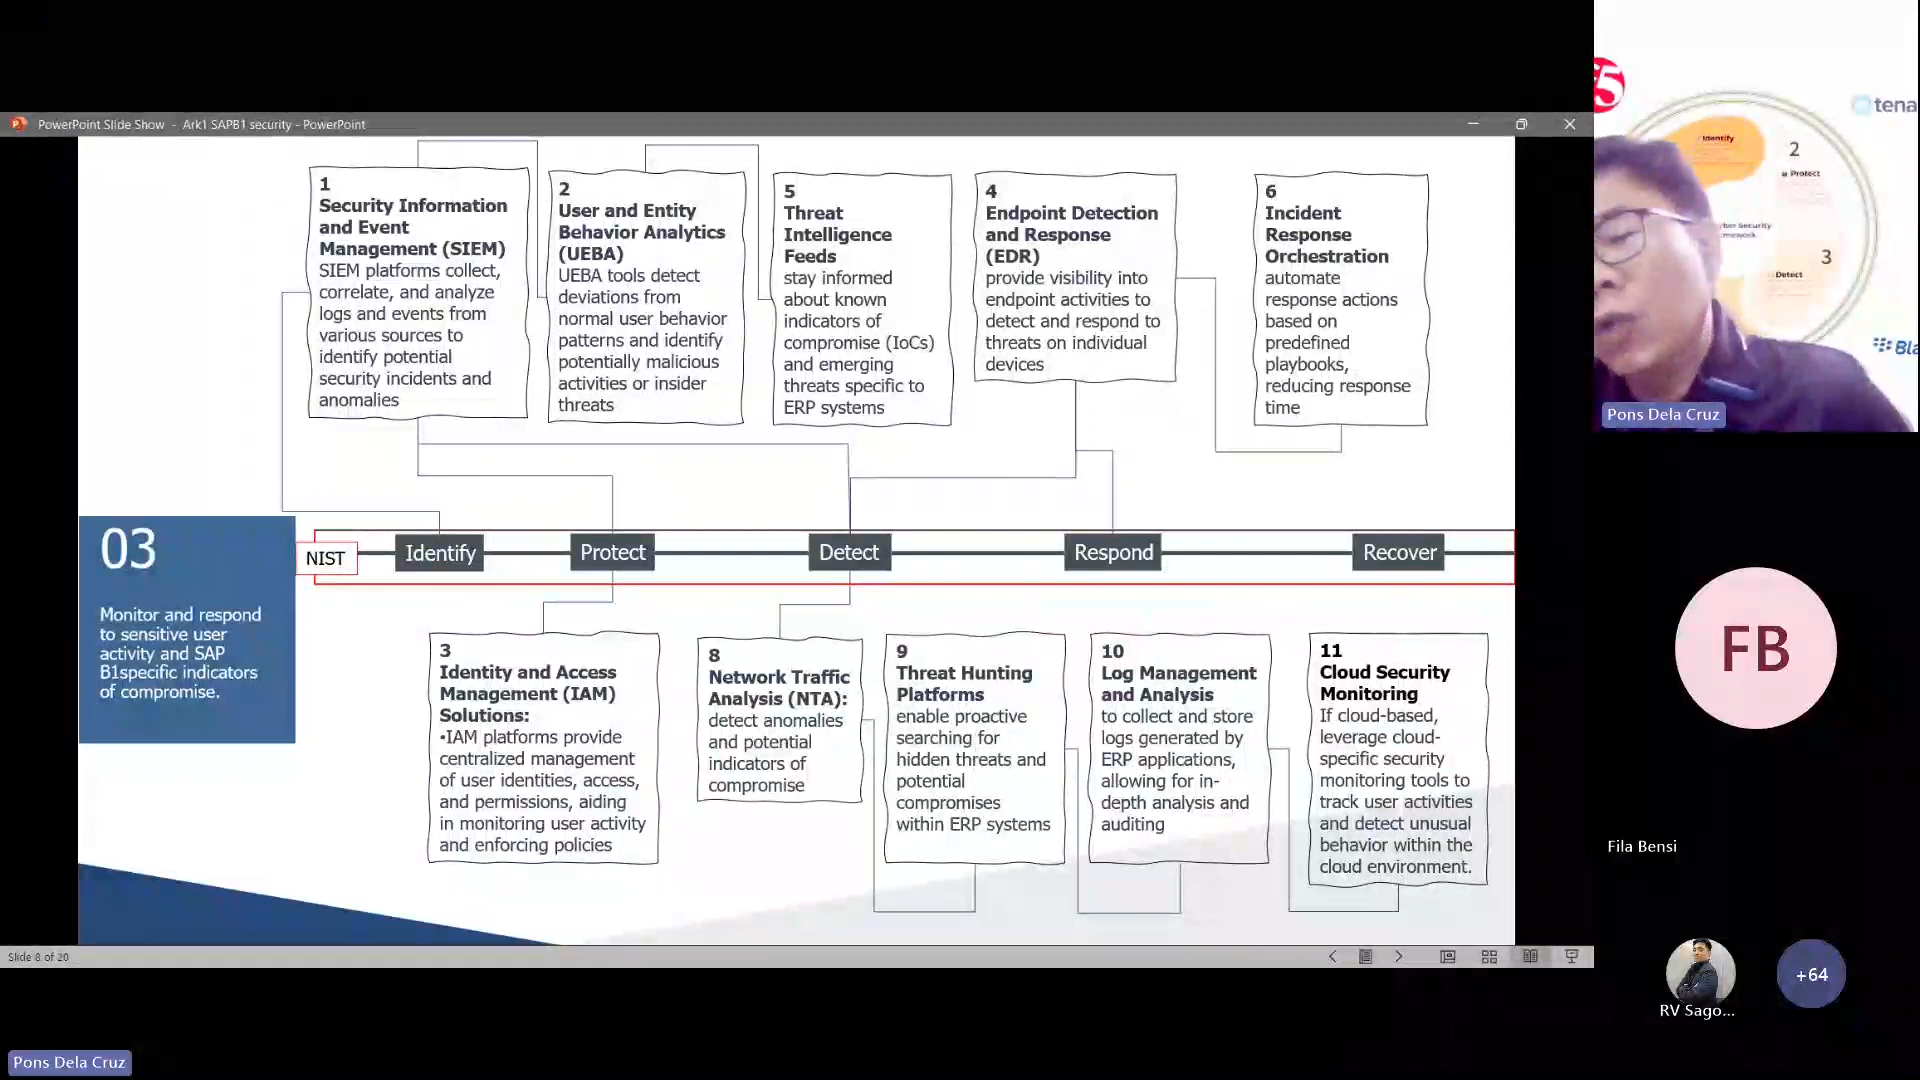 PowerPoint Slide Show - Ark1 SAPB1 security - PowerPoint
1
Security Information
and Event
Management (SIEM)
SIEM platforms collect,
correlate, and analyze
logs and events from
various sources to
identify potential
security incidents and
anomalies
2
User and Entity
Behavior Analytics
(UEBA)
UEBA tools detect
deviations from
normal user behavior
patterns and identify
potentially malicious
activities or insider
threats
5
Threat
Intelligence
Feeds
stay informed
about known
indicators of
compromise (IoCs)
and emerging
threats specific to
ERP systems
4
Endpoint Detection
and Response
(EDR)
provide visibility into
endpoint activities to
detect and respond to
threats on individual
devices
6
Incident
Response
Orchestration
automate
response actions
based on
predefined
playbooks,
reducing response
time
03
Monitor and respond
to sensitive user
activity and SAP
B1specific indicators
of compromise.
NIST
Identify
Protect
Detect
Respond
Recover
3
Identity and Access
Management (IAM)
Solutions:
•IAM platforms provide
centralized management
of user identities, access,
and permissions, aiding
in monitoring user activity
and enforcing policies
8
Network Traffic
Analysis (NTA):
detect anomalies
and potential
indicators of
compromise
9
Threat Hunting
Platforms
enable proactive
searching for
hidden threats and
potential
compromises
within ERP systems
10
Log Management
and Analysis
to collect and store
logs generated by
ERP applications,
allowing for in-
depth analysis and
auditing
11
Cloud Security
Monitoring
If cloud-based,
leverage cloud-
specific security
monitoring tools to
track user activities
and detect unusual
behavior within the
cloud environment.
Slide 8 of 20
5
tena
Identify
2
Protect
ber Security
mework
3
Detect
Bla
Pons Dela Cruz
FB
Fila Bensi
RV Sago...
+64
Pons Dela Cruz